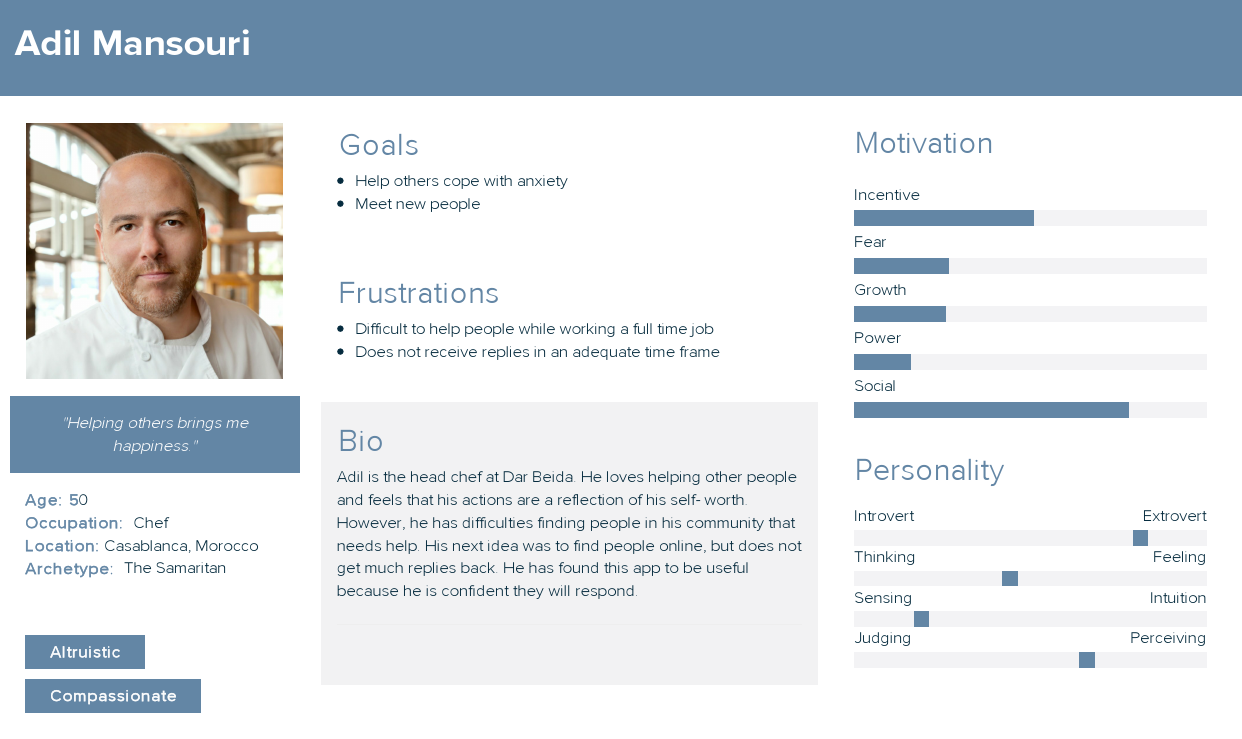 Adil Mansouri
"Helping others brings me
happiness."
Age: 50
Occupation: Chef
Location: Casablanca, Morocco
Archetype: The Samaritan
Altruistic
Compassionate
Goals
• Help others cope with anxiety
• Meet new people
Frustrations
• Difficult to help people while working a full time job
• Does not receive replies in an adequate time frame
Bio
Adil is the head chef at Dar Beida. He loves helping other people
and feels that his actions are a reflection of his self- worth.
However, he has difficulties finding people in his community that
needs help. His next idea was to find people online, but does not
get much replies back. He has found this app to be useful
because he is confident they will respond.
Motivation
Incentive
Fear
Growth
Power
Social
Personality
Introvert Extrovert
Thinking Feeling
Sensing Intuition
Judging Perceiving